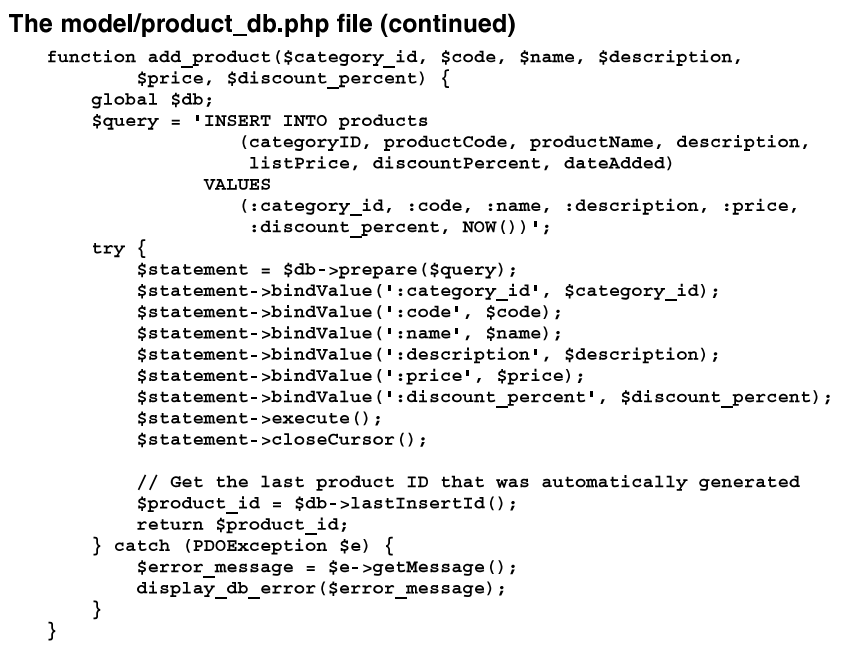 The model/product_db.php file (continued)
function add_product($category_id, $code, $name, $description,
        $price, $discount_percent) {
    global $db;
    $query = 'INSERT INTO products
                 (categoryID, productCode, productName, description,
                  listPrice, discountPercent, dateAdded)
              VALUES
                 (:category_id, :code, :name, :description, :price,
                  :discount_percent, NOW())';
    try {
        $statement = $db->prepare($query);
        $statement->bindValue(':category_id', $category_id);
        $statement->bindValue(':code', $code);
        $statement->bindValue(':name', $name);
        $statement->bindValue(':description', $description);
        $statement->bindValue(':price', $price);
        $statement->bindValue(':discount_percent', $discount_percent);
        $statement->execute();
        $statement->closeCursor();

        // Get the last product ID that was automatically generated
        $product_id = $db->lastInsertId();
        return $product_id;
    } catch (PDOException $e) {
        $error_message = $e->getMessage();
        display_db_error($error_message);
    }
}